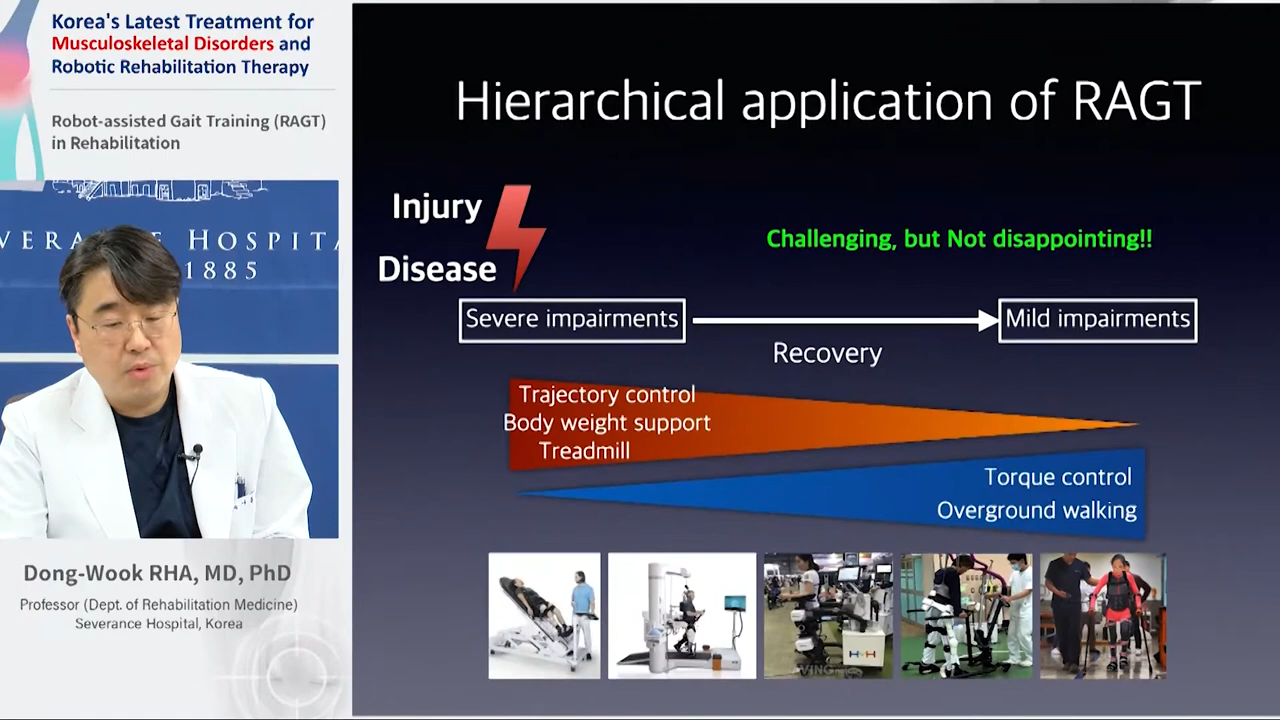 Korea's Latest Treatment for
Musculoskeletal Disorders and
Robotic Rehabilitation Therapy
Robot-assisted Gait Training (RAGT)
in Rehabilitation
HOSPITA
1885
Dong-Wook RHA, MD, PhD
Professor (Dept. of Rehabilitation Medicine)
Severance Hospital, Korea
Hierarchical application of RAGT
Injury
Disease
Challenging, but Not disappointing!!
Severe impairments
Mild impairments
Recovery
Trajectory control
Body weight support
Treadmill
Torque control
Overground walking